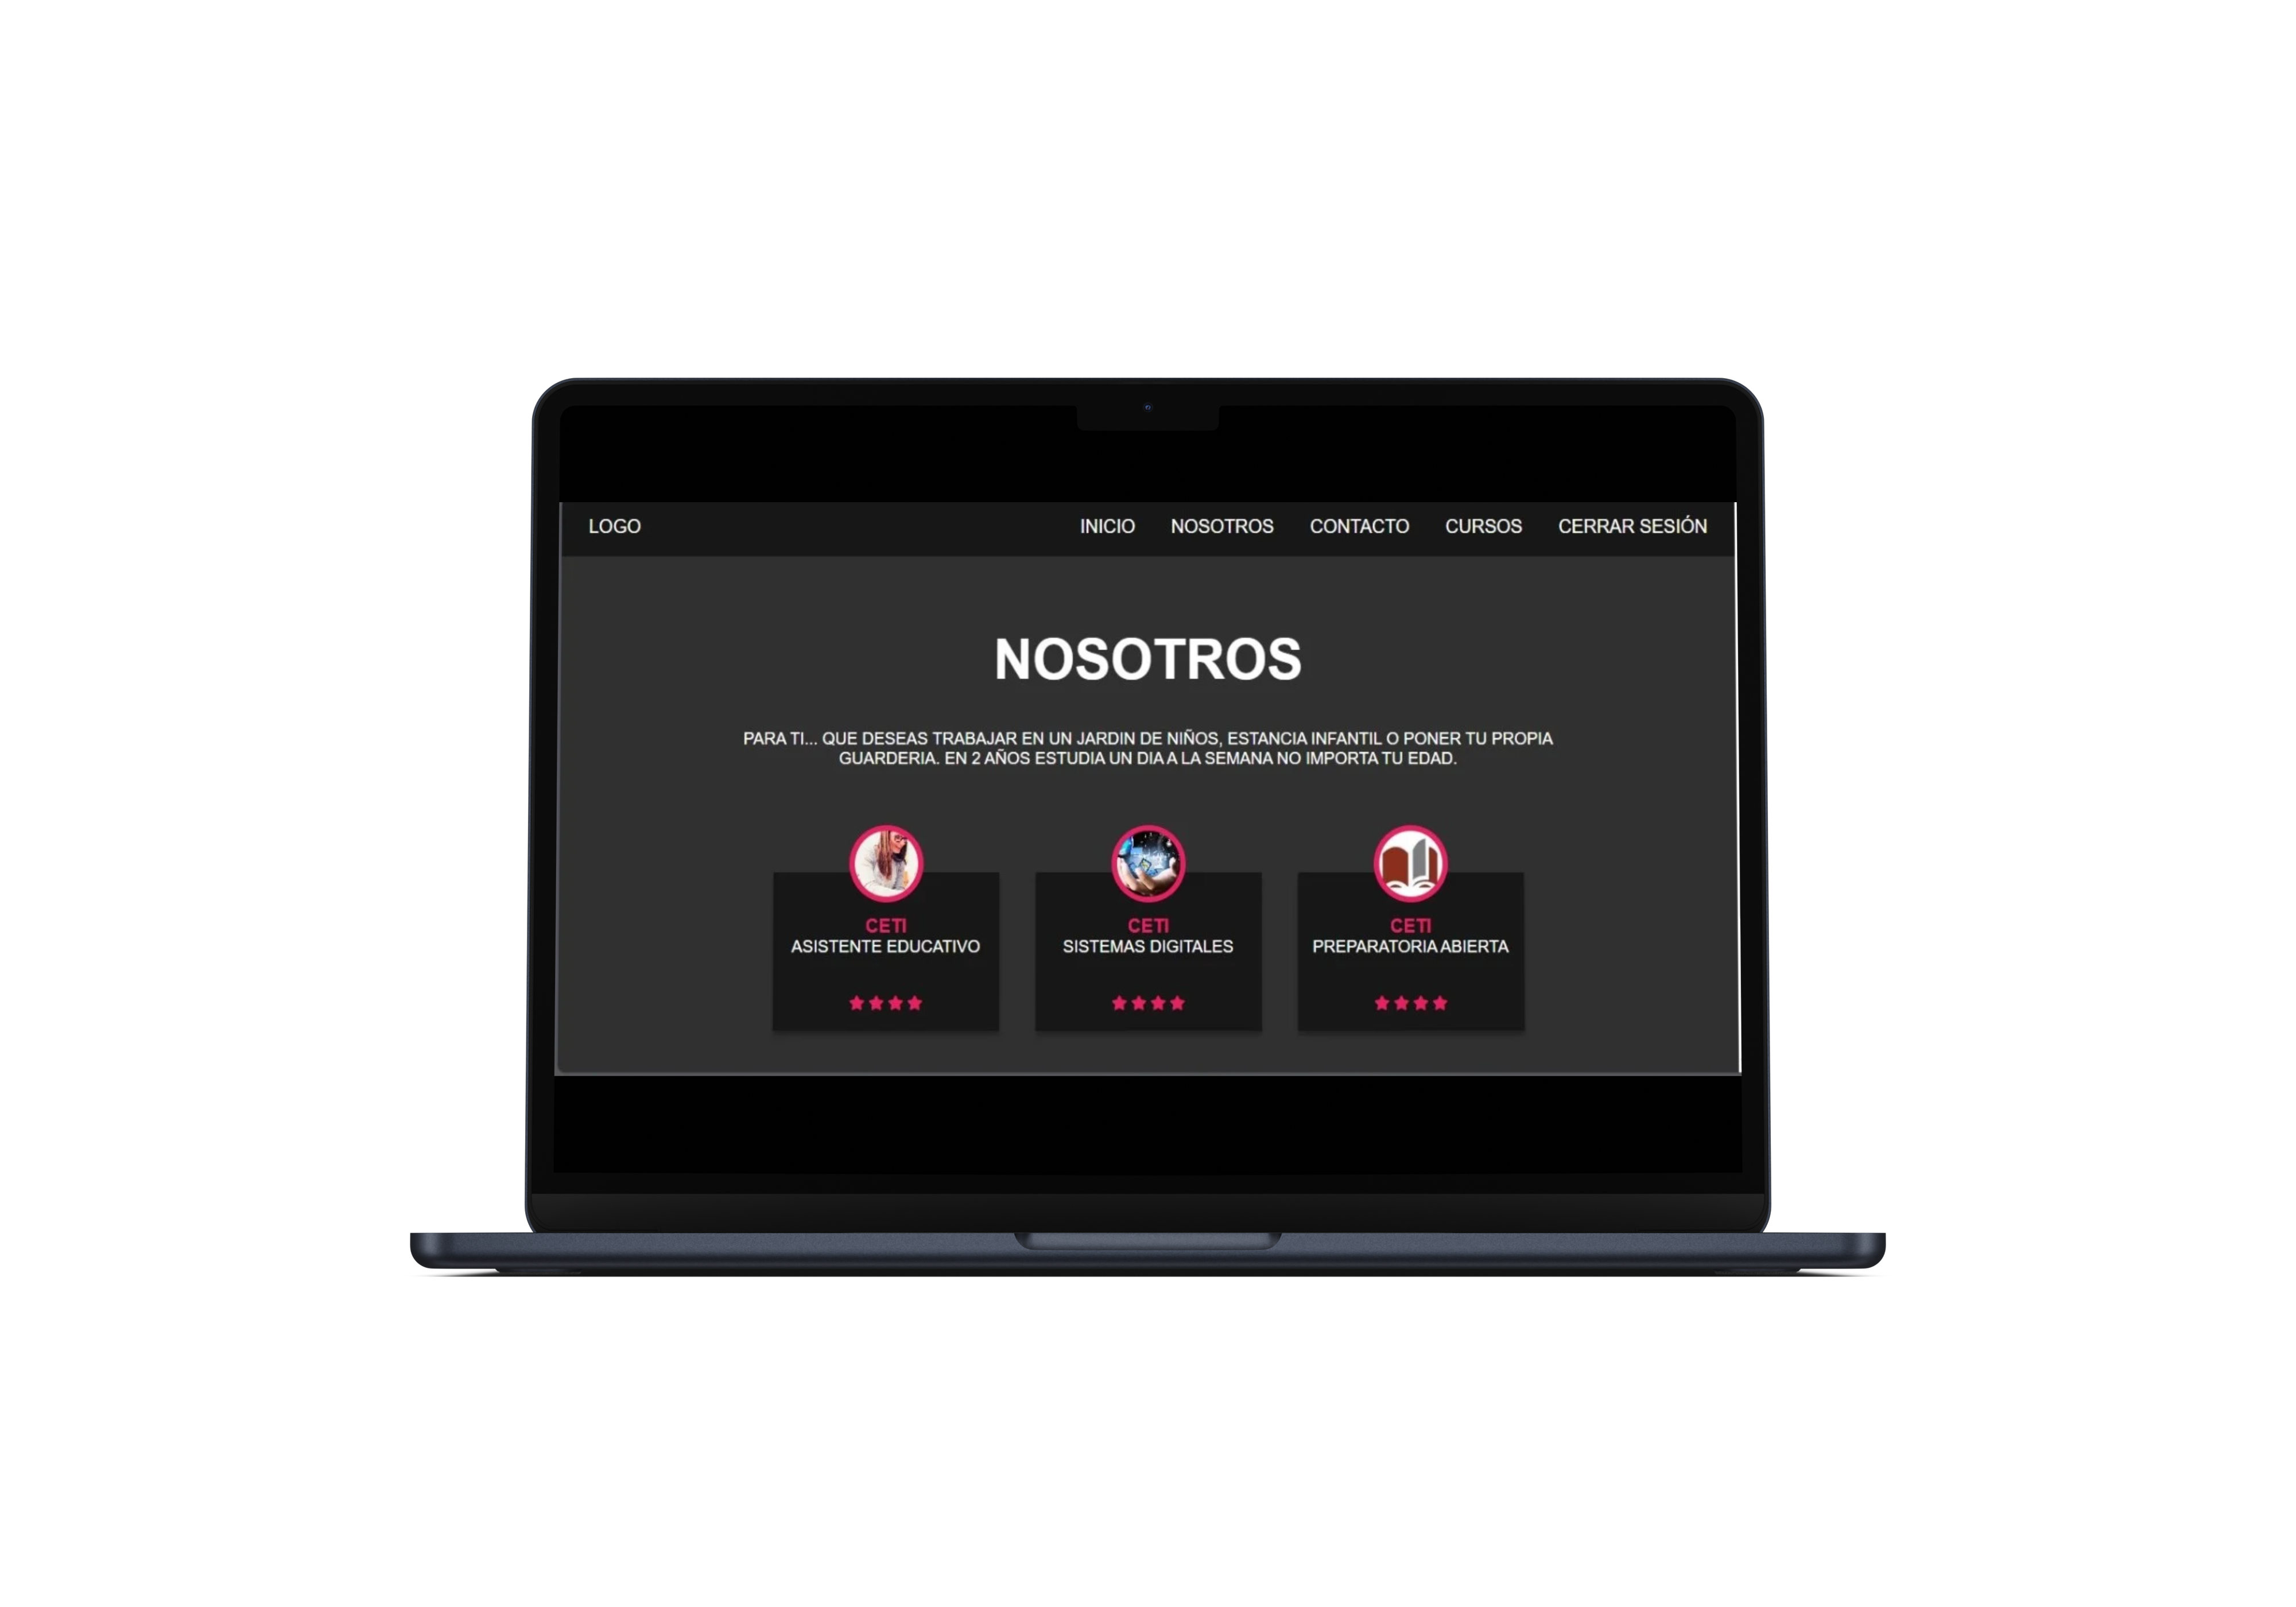 LOGO INICIO NOSOTROS CONTACTO CURSOS CERRAR SESIÓN
NOSOTROS
PARA TI... QUE DESEAS TRABAJAR EN UN JARDIN DE NIÑOS, ESTANCIA INFANTIL O PONER TU PROPIA
GUARDERIA. EN 2 AÑOS ESTUDIA UN DIA A LA SEMANA NO IMPORTA TU EDAD.
CETI
ASISTENTE EDUCATIVO
CETI
SISTEMAS DIGITALES
CETI
PREPARATORIA ABIERTA